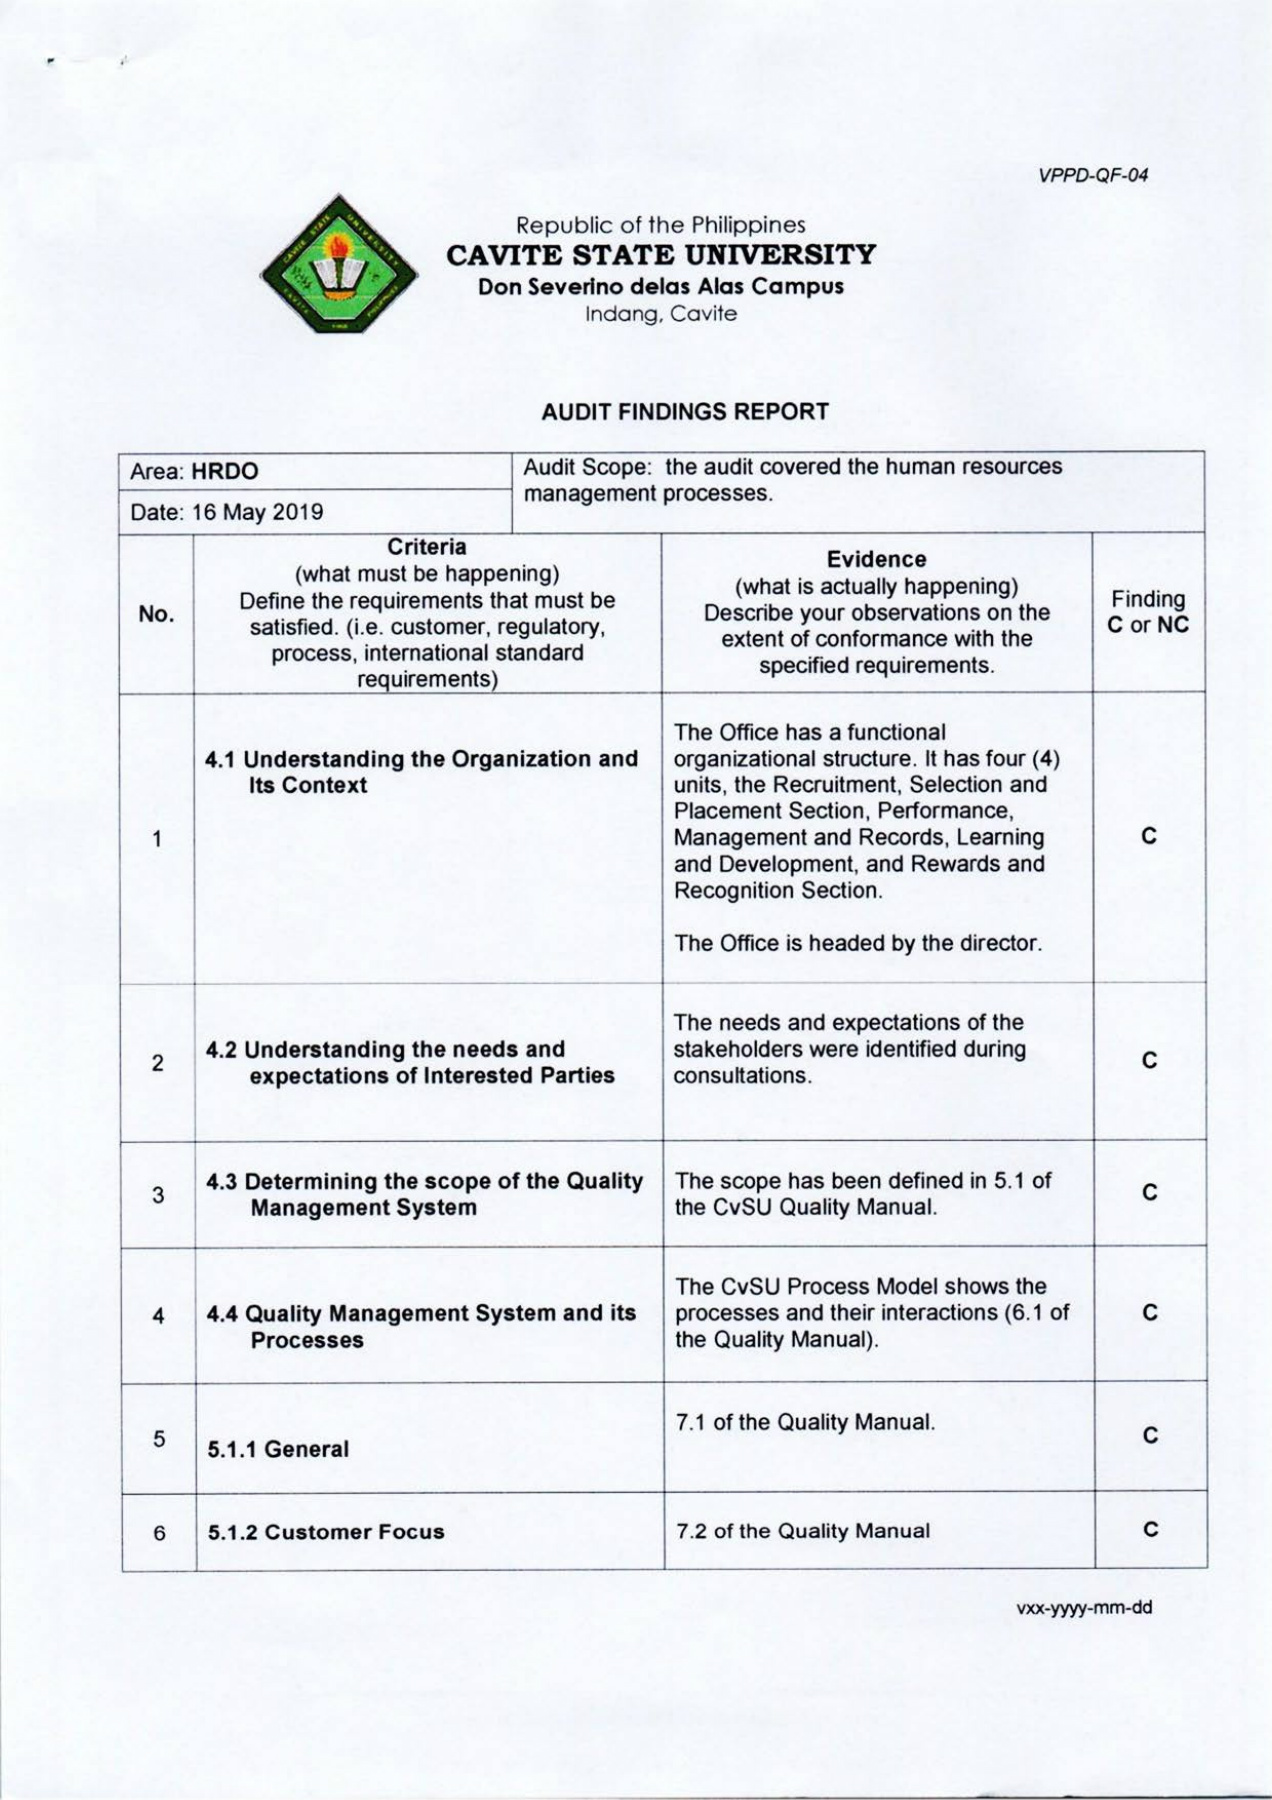 VPPD-QF-04
Republic of the Philippines
CAVITE STATE UNIVERSITY
Don Severino delas Alas Campus
Indang, Cavite
CAVITE STATE UNIVERSITY
CAVITE
PHILIPPINES
AUDIT FINDINGS REPORT
Area: HRDO
Audit Scope: the audit covered the human resources
management processes.
Date: 16 May 2019
No.
Criteria
(what must be happening)
Define the requirements that must be
satisfied. (i.e. customer, regulatory,
process, international standard
requirements)
Evidence
(what is actually happening)
Describe your observations on the
extent of conformance with the
specified requirements.
Finding
C or NC
1
4.1 Understanding the Organization and
Its Context
The Office has a functional
organizational structure. It has four (4)
units, the Recruitment, Selection and
Placement Section, Performance,
Management and Records, Learning
and Development, and Rewards and
Recognition Section.
The Office is headed by the director.
C
2
4.2 Understanding the needs and
expectations of Interested Parties
The needs and expectations of the
stakeholders were identified during
consultations.
C
3
4.3 Determining the scope of the Quality
Management System
The scope has been defined in 5.1 of
the CvSU Quality Manual.
C
4
4.4 Quality Management System and its
Processes
The CvSU Process Model shows the
processes and their interactions (6.1 of
the Quality Manual).
C
5
5.1.1 General
7.1 of the Quality Manual.
C
6
5.1.2 Customer Focus
7.2 of the Quality Manual
C
vxx-yyyy-mm-dd